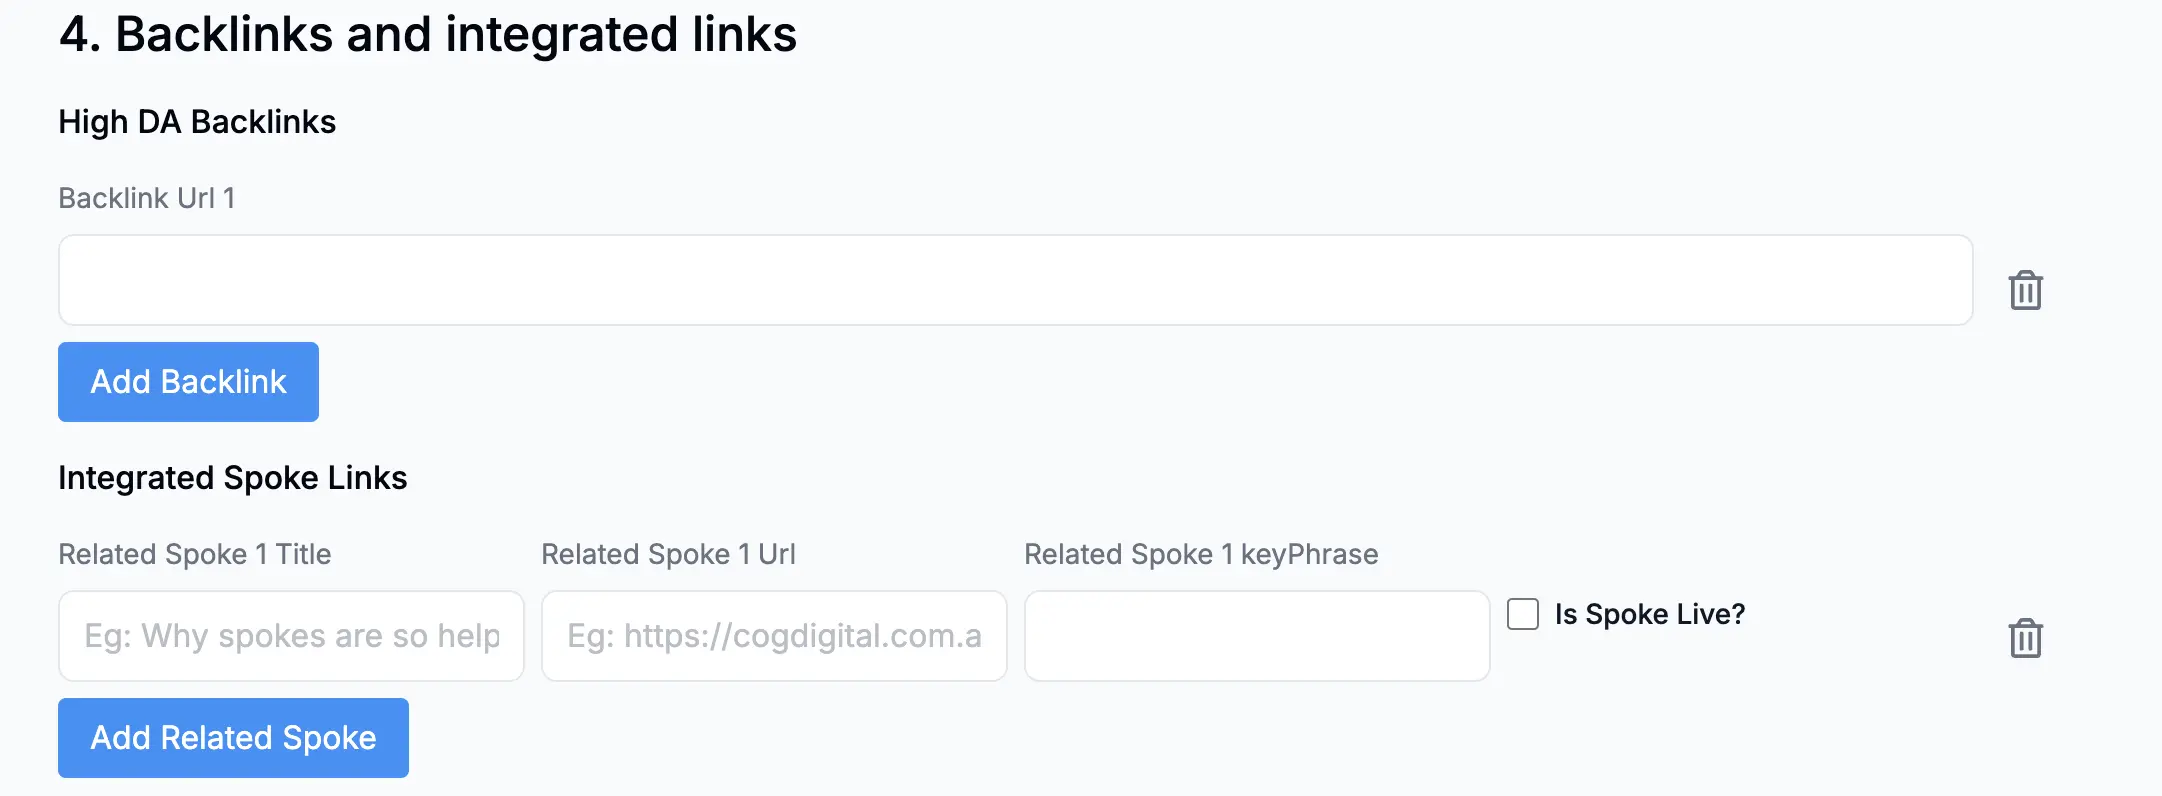 4. Backlinks and integrated links
High DA Backlinks
Backlink Url 1
Add Backlink
Integrated Spoke Links
Related Spoke 1 Title
Related Spoke 1 Url
Related Spoke 1 keyPhrase
Eg: Why spokes are so help
Eg: https://cogdigital.com.a
Is Spoke Live?
Add Related Spoke